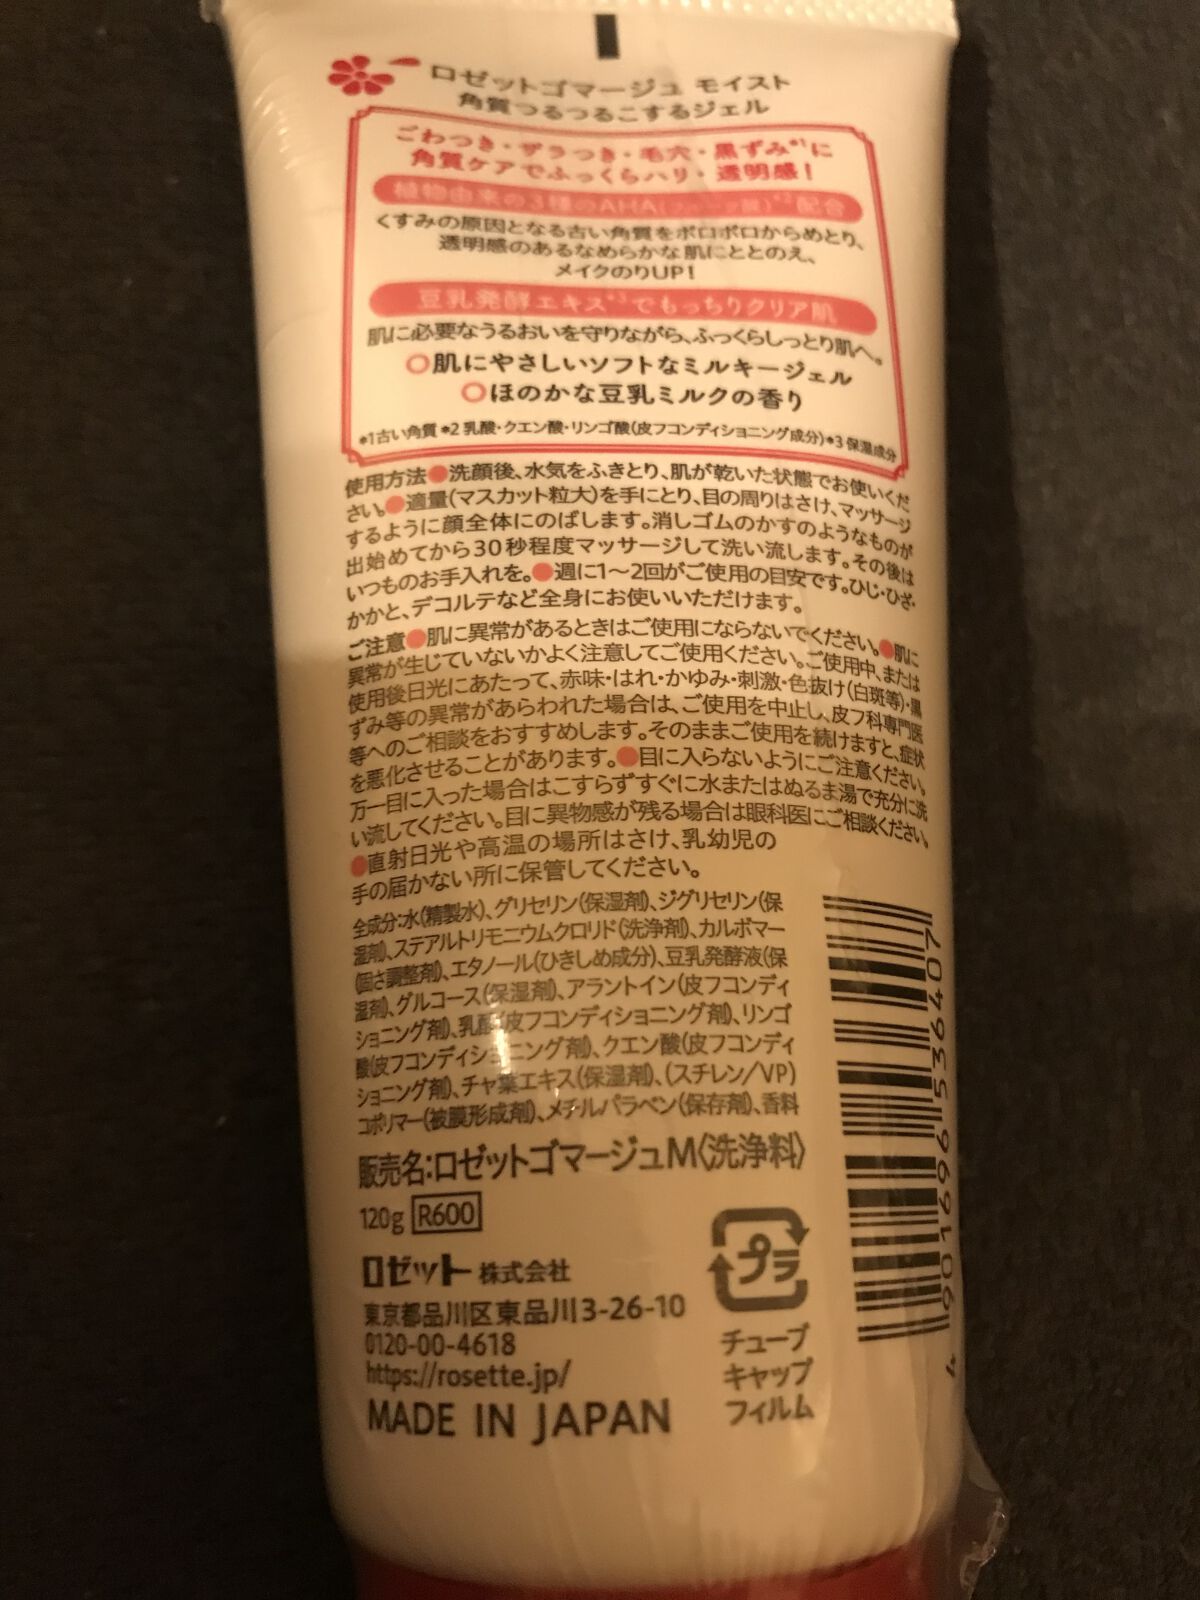 ロゼットゴマージュ モイスト
角質つるつるこするジェル
ごわつき・ザラつき・毛穴・黒ずみ*1に
角質ケアでふっくらハリ・透明感!
植物由来の3種のAHA(フルーツ酸)*2配合
くすみの原因となる古い角質をポロポロからめとり、
透明感のあるなめらかな肌にととのえ、
メイクのりUP!
豆乳発酵エキス*3でもっちりクリア肌
肌に必要なうるおいを守りながら、ふっくらしっとり肌へ。
○肌にやさしいソフトなミルキージェル
○ほのかな豆乳ミルクの香り
*1古い角質*2乳酸・クエン酸・リンゴ酸(皮フコンディショニング成分)*3保湿成分
使用方法●洗顔後、水気をふきとり、肌が乾いた状態でお使いくだ
さい。●適量(マスカット粒大)を手にとり、目の周りはさけ、マッサージ
するように顔全体にのばします。消しゴムのかすのようなものが
出始めてから30秒程度マッサージして洗い流します。その後は
いつものお手入れを。●週に1〜2回がご使用の目安です。ひじ・ひざ・
かかと、デコルテなど全身にお使いいただけます。
ご注意●肌に異常があるときはご使用にならないでください。●肌に
異常が生じていないかよく注意してご使用ください。ご使用中、または
使用後日光にあたって、赤味・はれ・かゆみ・刺激・色抜け(白斑等)・黒
ずみ等の異常があらわれた場合は、ご使用を中止し、皮フ科専門医
等へのご相談をおすすめします。そのままご使用を続けますと、症状
を悪化させることがあります。●目に入らないようにご注意ください。
万一目に入った場合はこすらずすぐに水またはぬるま湯で充分に洗
い流してください。目に異物感が残る場合は眼科医にご相談ください。
●直射日光や高温の場所はさけ、乳幼児の
手の届かない所に保管してください。
全成分:水(精製水)、グリセリン(保湿剤)、ジグリセリン(保
湿剤)、ステアルトリモニウムクロリド(洗浄剤)、カルボマー
(固さ調整剤)、エタノール(ひきしめ成分)、豆乳発酵液(保
湿剤)、グルコース(保湿剤)、アラントイン(皮フコンディ
ショニング剤)、乳酸(皮フコンディショニング剤)、リンゴ
酸(皮フコンディショニング剤)、クエン酸(皮フコンディ
ショニング剤)、チャ葉エキス(保湿剤)、(スチレン/VP)
コポリマー(被膜形成剤)、メチルパラベン(保存剤)、香料
販売名:ロゼットゴマージュM〈洗浄料〉
120g R600
ロゼット 株式会社
東京都品川区東品川3-26-10
0120-00-4618
https://rosette.jp/
MADE IN JAPAN
プラ
チューブ
キャップ
フィルム
4 901696 536407